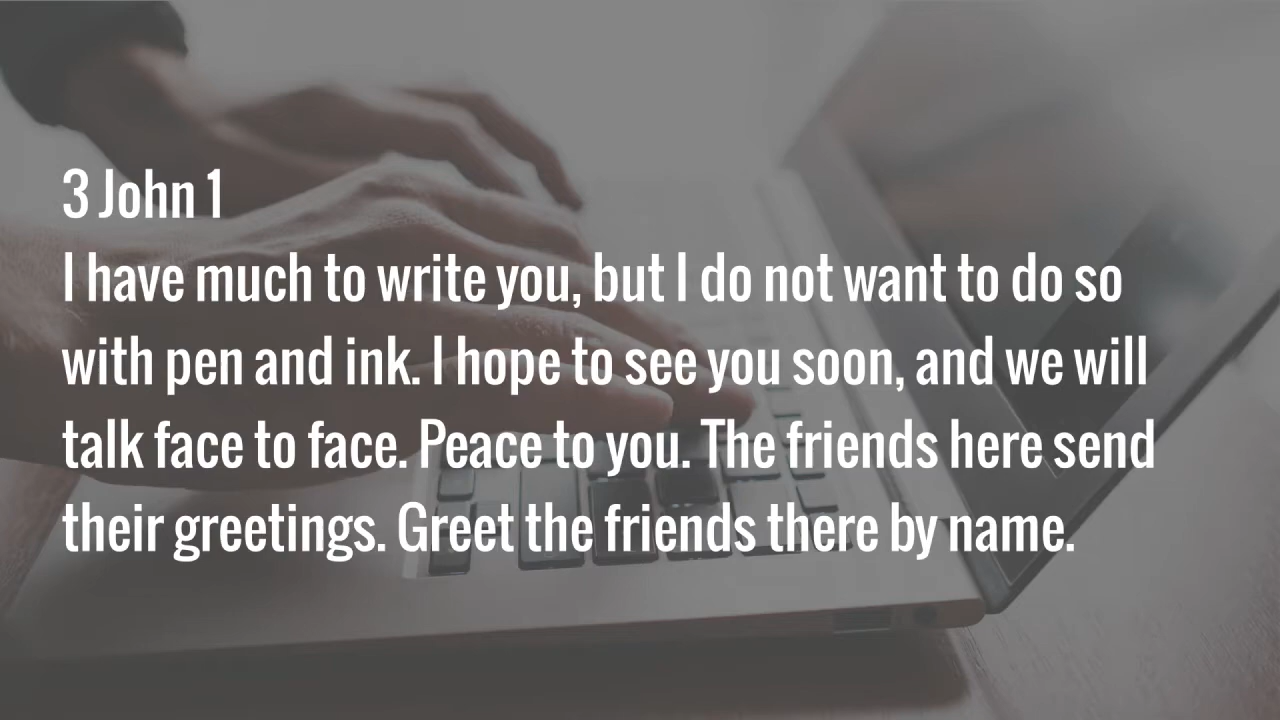 3 John 1
I have much to write you, but I do not want to do so
with pen and ink. I hope to see you soon, and we will
talk face to face. Peace to you. The friends here send
their greetings. Greet the friends there by name.